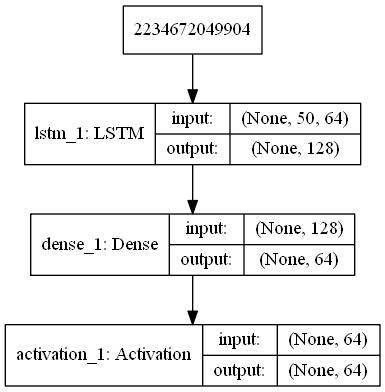 2234672049904
lstm_1: LSTM
input: (None, 50, 64)
output: (None, 128)
dense_1: Dense
input: (None, 128)
output: (None, 64)
activation_1: Activation
input: (None, 64)
output: (None, 64)